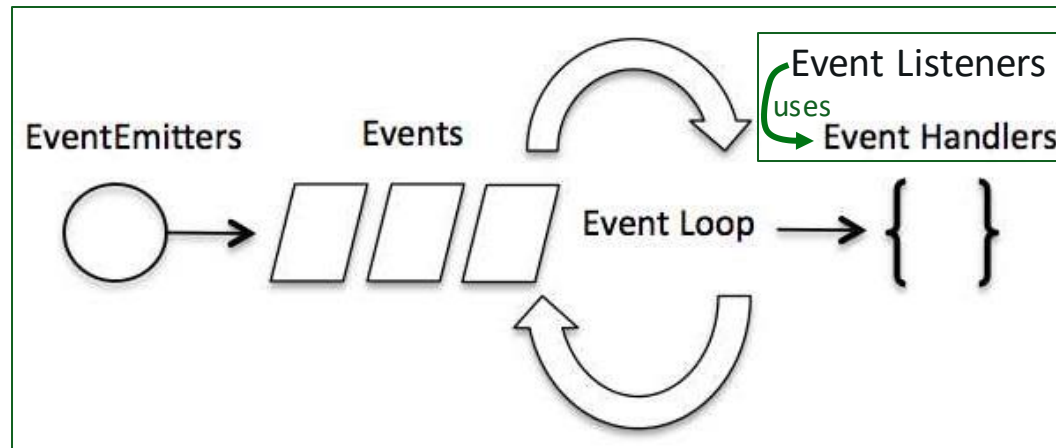 Event Listeners
uses
EventEmitters
Events
Event Handlers
Event Loop
{ }